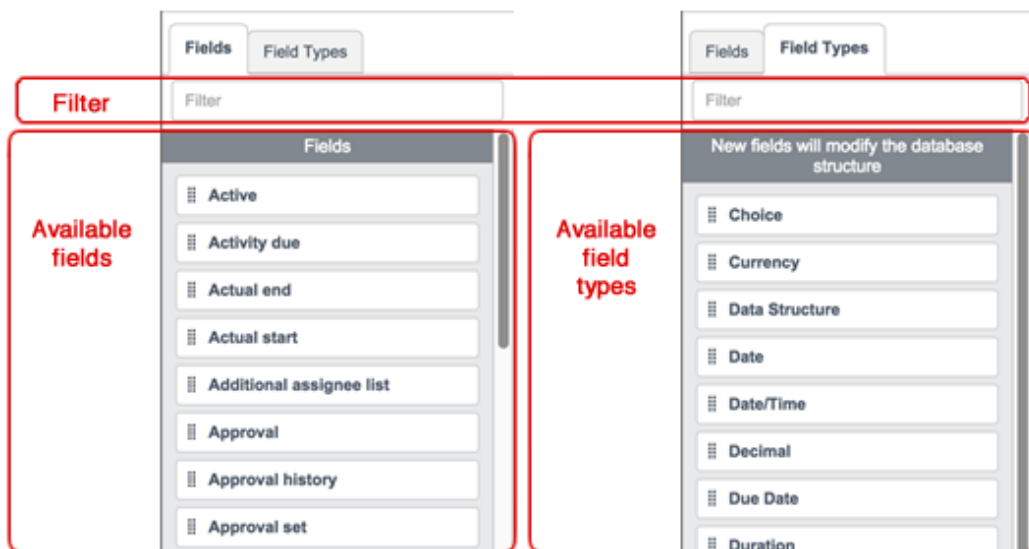 Fields
Field Types
Filter
Filter
Available
fields
Fields
Active
Activity due
Actual end
Actual start
Additional assignee list
Approval
Approval history
Approval set
Fields
Field Types
Filter
Available
field
types
New fields will modify the database
structure
Choice
Currency
Data Structure
Date
Date/Time
Decimal
Due Date
Duration